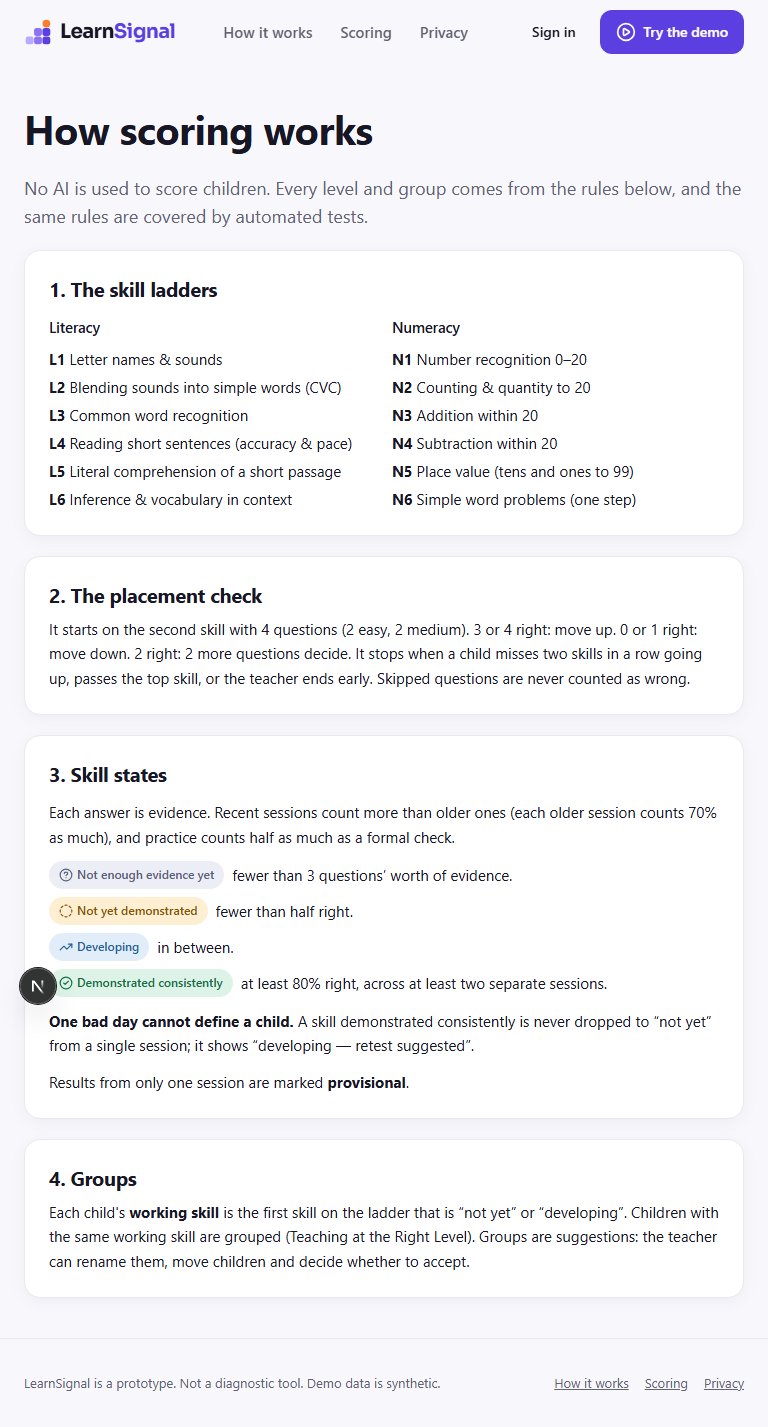 LearnSignal
How it works
Scoring
Privacy
Sign in
Try the demo
How scoring works
No AI is used to score children. Every level and group comes from the rules below, and the
same rules are covered by automated tests.
1. The skill ladders
Literacy
L1 Letter names & sounds
L2 Blending sounds into simple words (CVC)
L3 Common word recognition
L4 Reading short sentences (accuracy & pace)
L5 Literal comprehension of a short passage
L6 Inference & vocabulary in context
Numeracy
N1 Number recognition 0–20
N2 Counting & quantity to 20
N3 Addition within 20
N4 Subtraction within 20
N5 Place value (tens and ones to 99)
N6 Simple word problems (one step)
2. The placement check
It starts on the second skill with 4 questions (2 easy, 2 medium). 3 or 4 right: move up. 0 or 1 right:
move down. 2 right: 2 more questions decide. It stops when a child misses two skills in a row going
up, passes the top skill, or the teacher ends early. Skipped questions are never counted as wrong.
3. Skill states
Each answer is evidence. Recent sessions count more than older ones (each older session counts 70%
as much), and practice counts half as much as a formal check.
Not enough evidence yet fewer than 3 questions’ worth of evidence.
Not yet demonstrated fewer than half right.
Developing in between.
N
Demonstrated consistently at least 80% right, across at least two separate sessions.
One bad day cannot define a child. A skill demonstrated consistently is never dropped to “not yet”
from a single session; it shows “developing — retest suggested”.
Results from only one session are marked provisional.
4. Groups
Each child's working skill is the first skill on the ladder that is “not yet” or “developing”. Children with
the same working skill are grouped (Teaching at the Right Level). Groups are suggestions: the teacher
can rename them, move children and decide whether to accept.
LearnSignal is a prototype. Not a diagnostic tool. Demo data is synthetic.
How it works
Scoring
Privacy